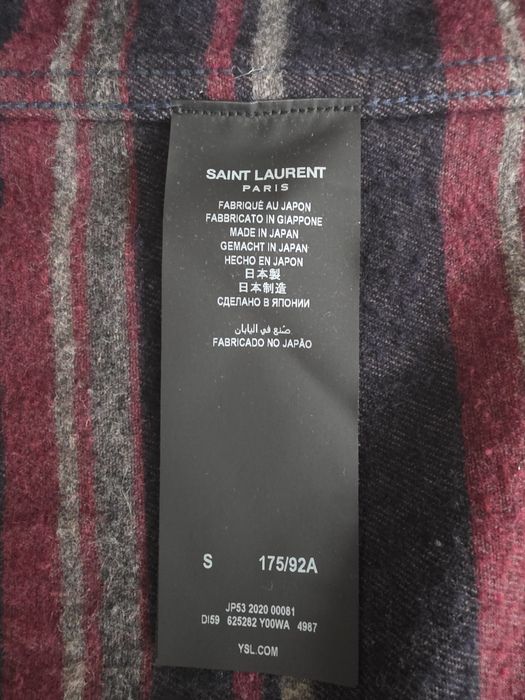 SAINT LAURENT
PARIS
FABRIQUÉ AU JAPON
FABBRICATO IN GIAPPONE
MADE IN JAPAN
GEMACHT IN JAPAN
HECHO EN JAPON
日本製
日本制造
СДЕЛАНО В ЯПОНИИ
صُنع في اليابان
FABRICADO NO JAPÃO
S 175/92A
JP53 2020 00081
DI59 625282 Y00WA 4987
YSL.COM